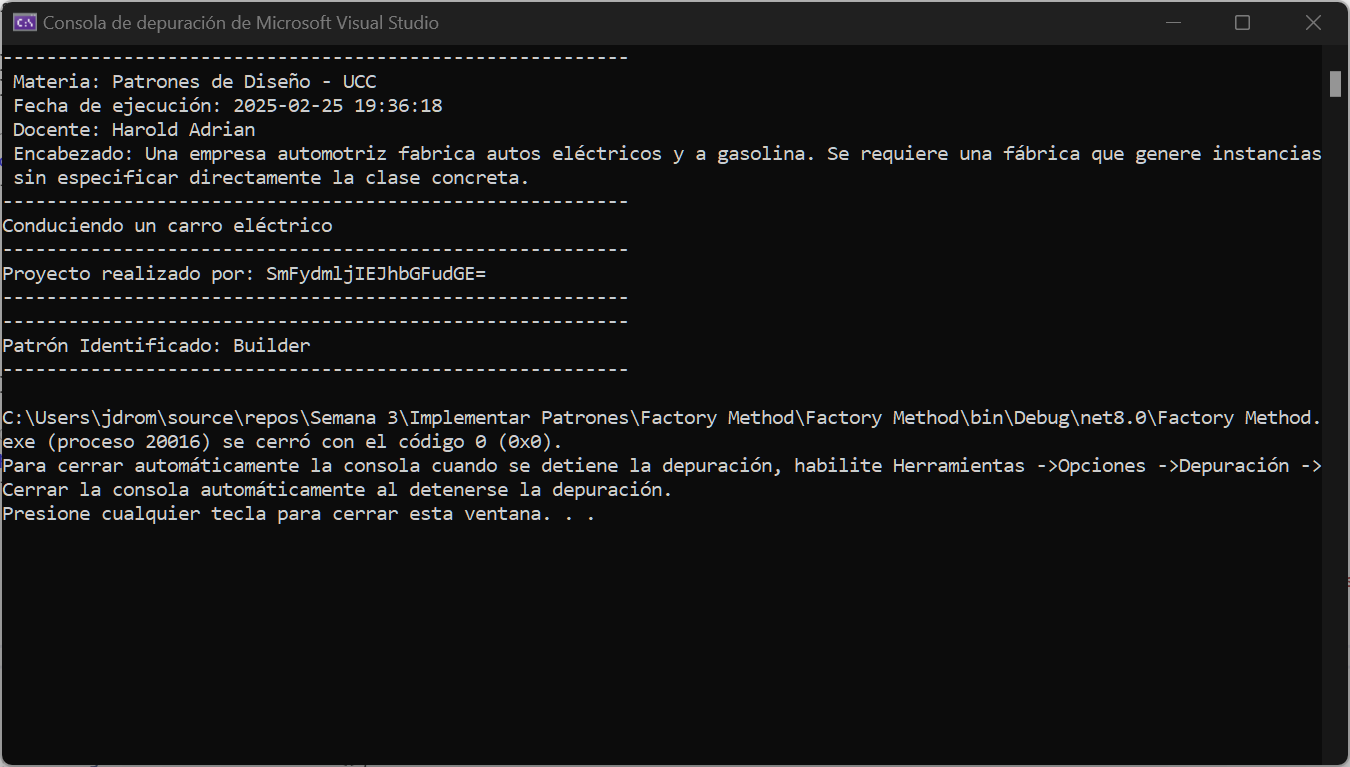 Consola de depuración de Microsoft Visual Studio
---------------------------------------------------------
Materia: Patrones de Diseño - UCC
Fecha de ejecución: 2025-02-25 19:36:18
Docente: Harold Adrian
Encabezado: Una empresa automotriz fabrica autos eléctricos y a gasolina. Se requiere una fábrica que genere instancias
sin especificar directamente la clase concreta.
---------------------------------------------------------
Conduciendo un carro eléctrico
---------------------------------------------------------
Proyecto realizado por: SmFydmljIEJhbGFudGE=
---------------------------------------------------------
---------------------------------------------------------
Patrón Identificado: Builder
---------------------------------------------------------
C:\Users\jdrom\source\repos\Semana 3\Implementar Patrones\Factory Method\Factory Method\bin\Debug\net8.0\Factory Method.
exe (proceso 20016) se cerró con el código 0 (0x0).
Para cerrar automáticamente la consola cuando se detiene la depuración, habilite Herramientas ->Opciones ->Depuración ->
Cerrar la consola automáticamente al detenerse la depuración.
Presione cualquier tecla para cerrar esta ventana. . .